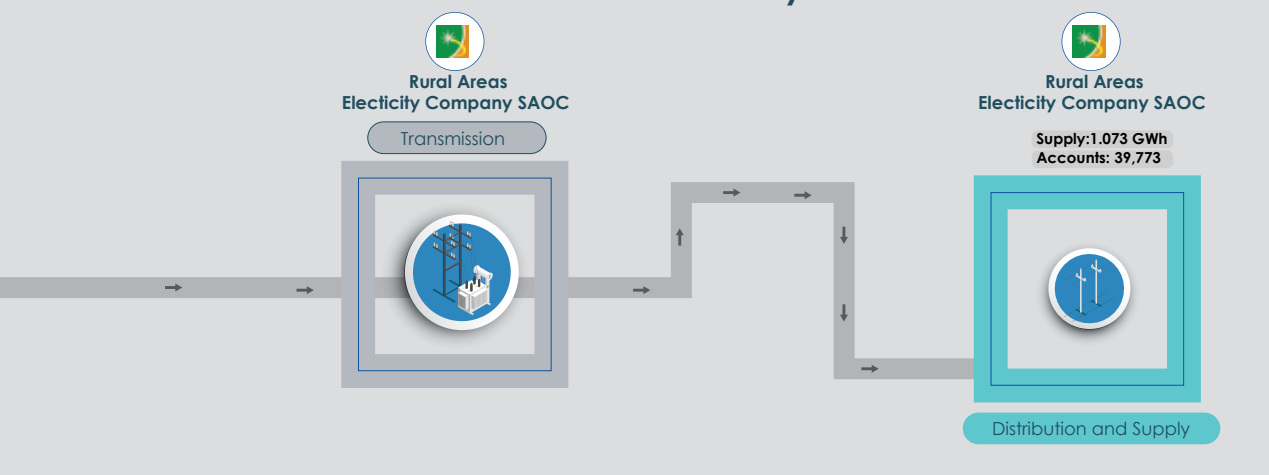 Rural Areas
Electicity Company SAOC
Transmission
Rural Areas
Electicity Company SAOC
Supply:1.073 GWh
Accounts: 39,773
Distribution and Supply